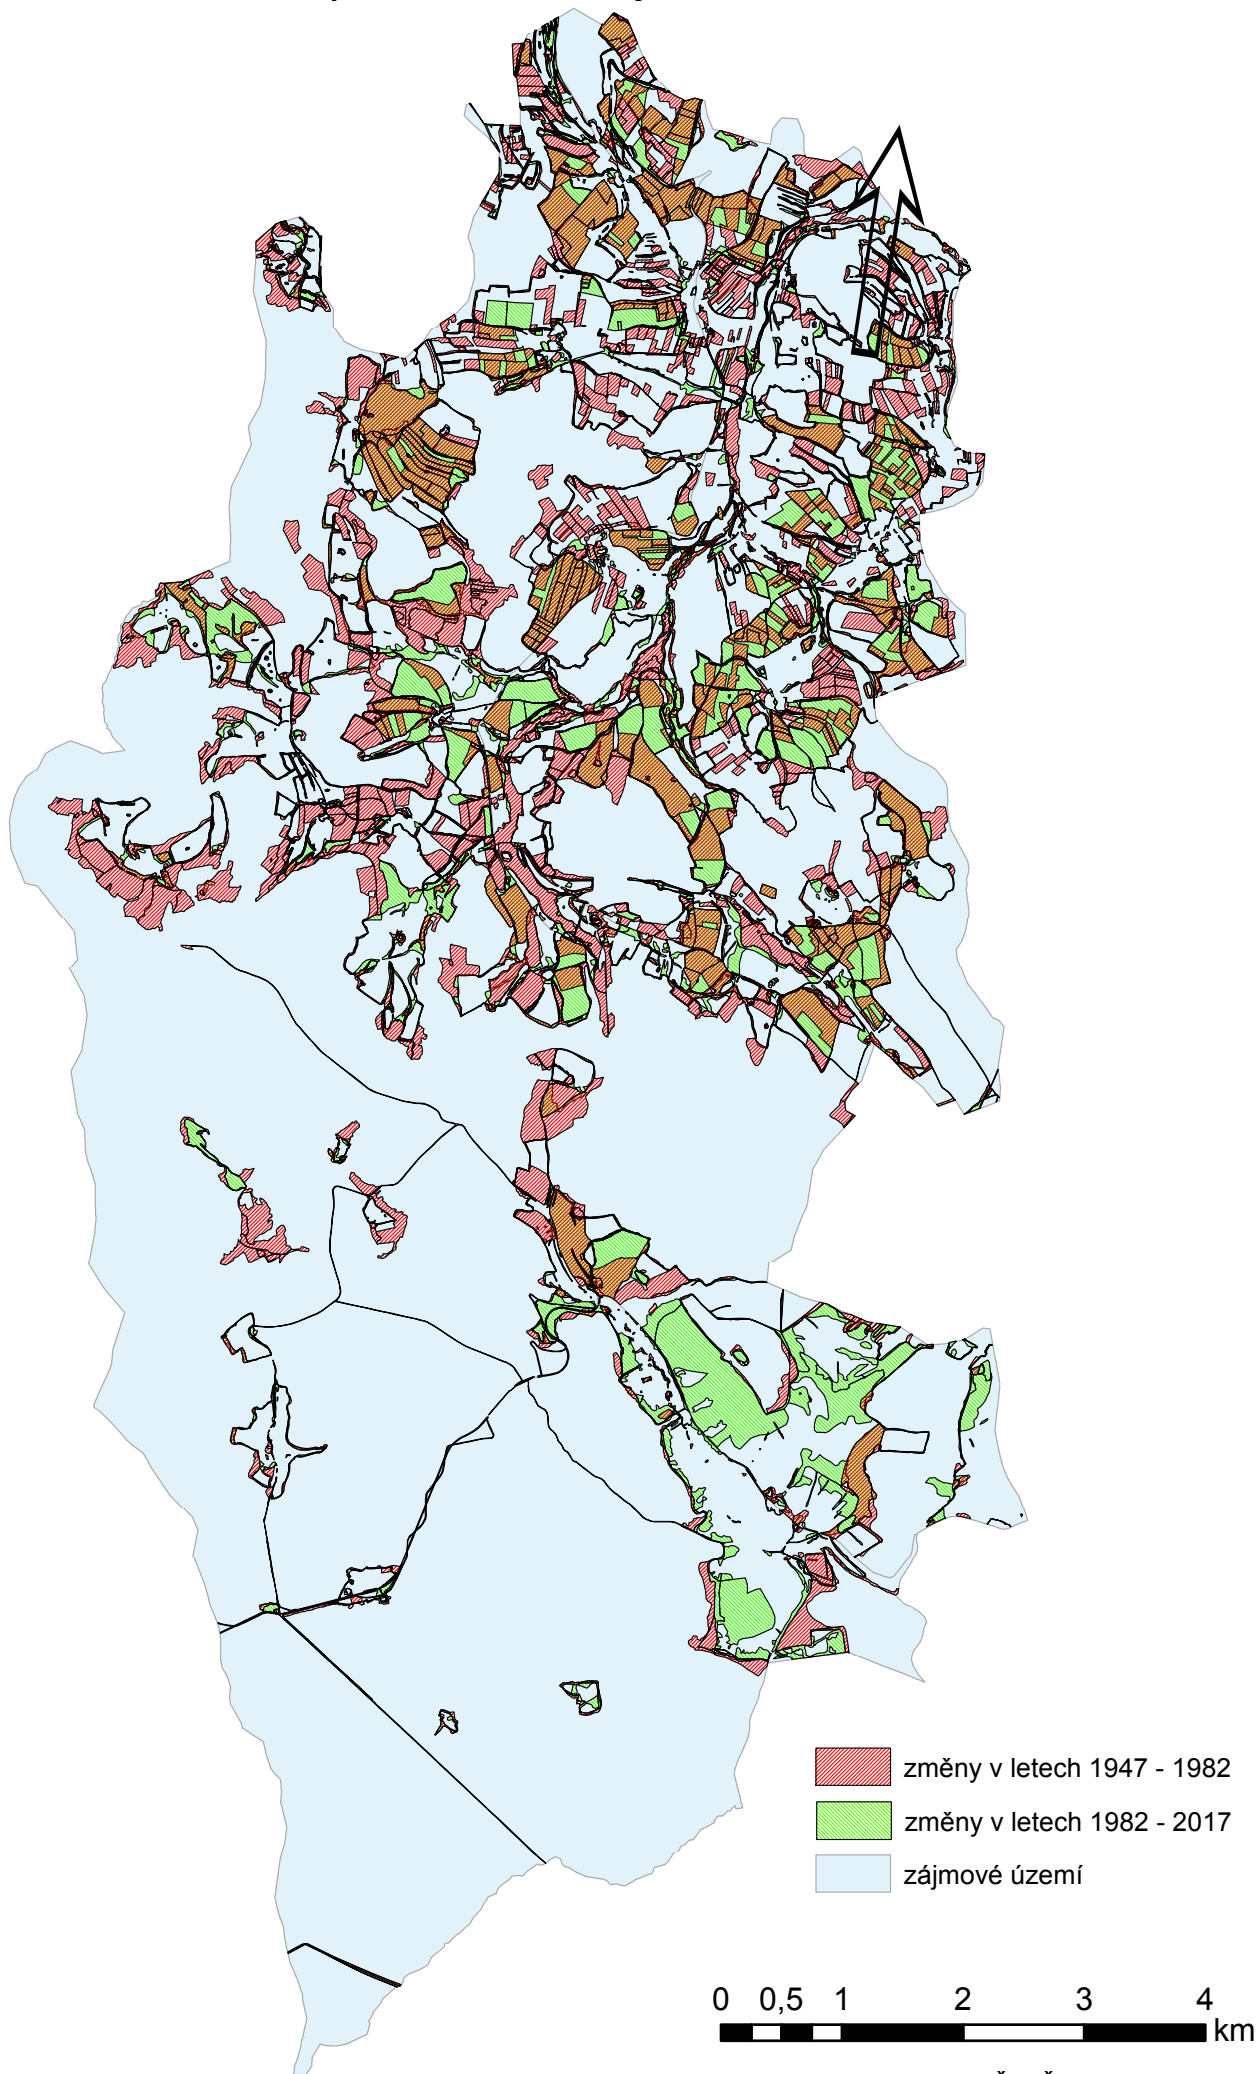 změny v letech 1947 - 1982
změny v letech 1982 - 2017
zájmové území
0 0,5 1 2 3 4
km